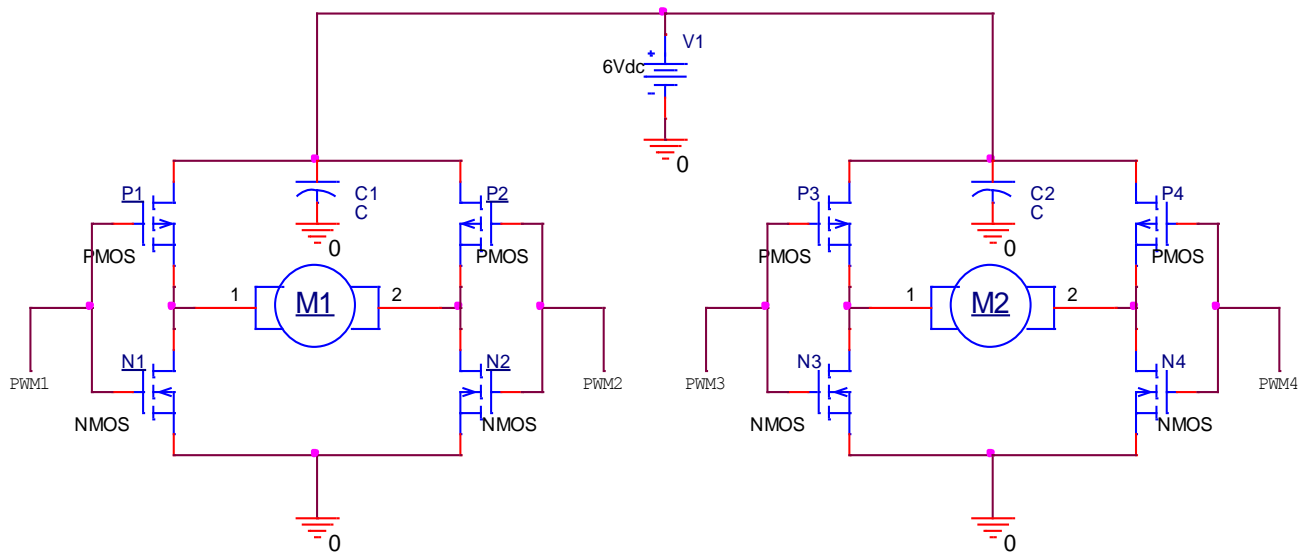 V1
+
6Vdc
-
0
P1
C1
C
P2
P3
C2
C
P4
PMOS
0
PMOS
PMOS
0
PMOS
1
M1
2
1
M2
2
N1
N2
N3
N4
PWM1
PWM2
PWM3
PWM4
NMOS
NMOS
NMOS
NMOS
0
0